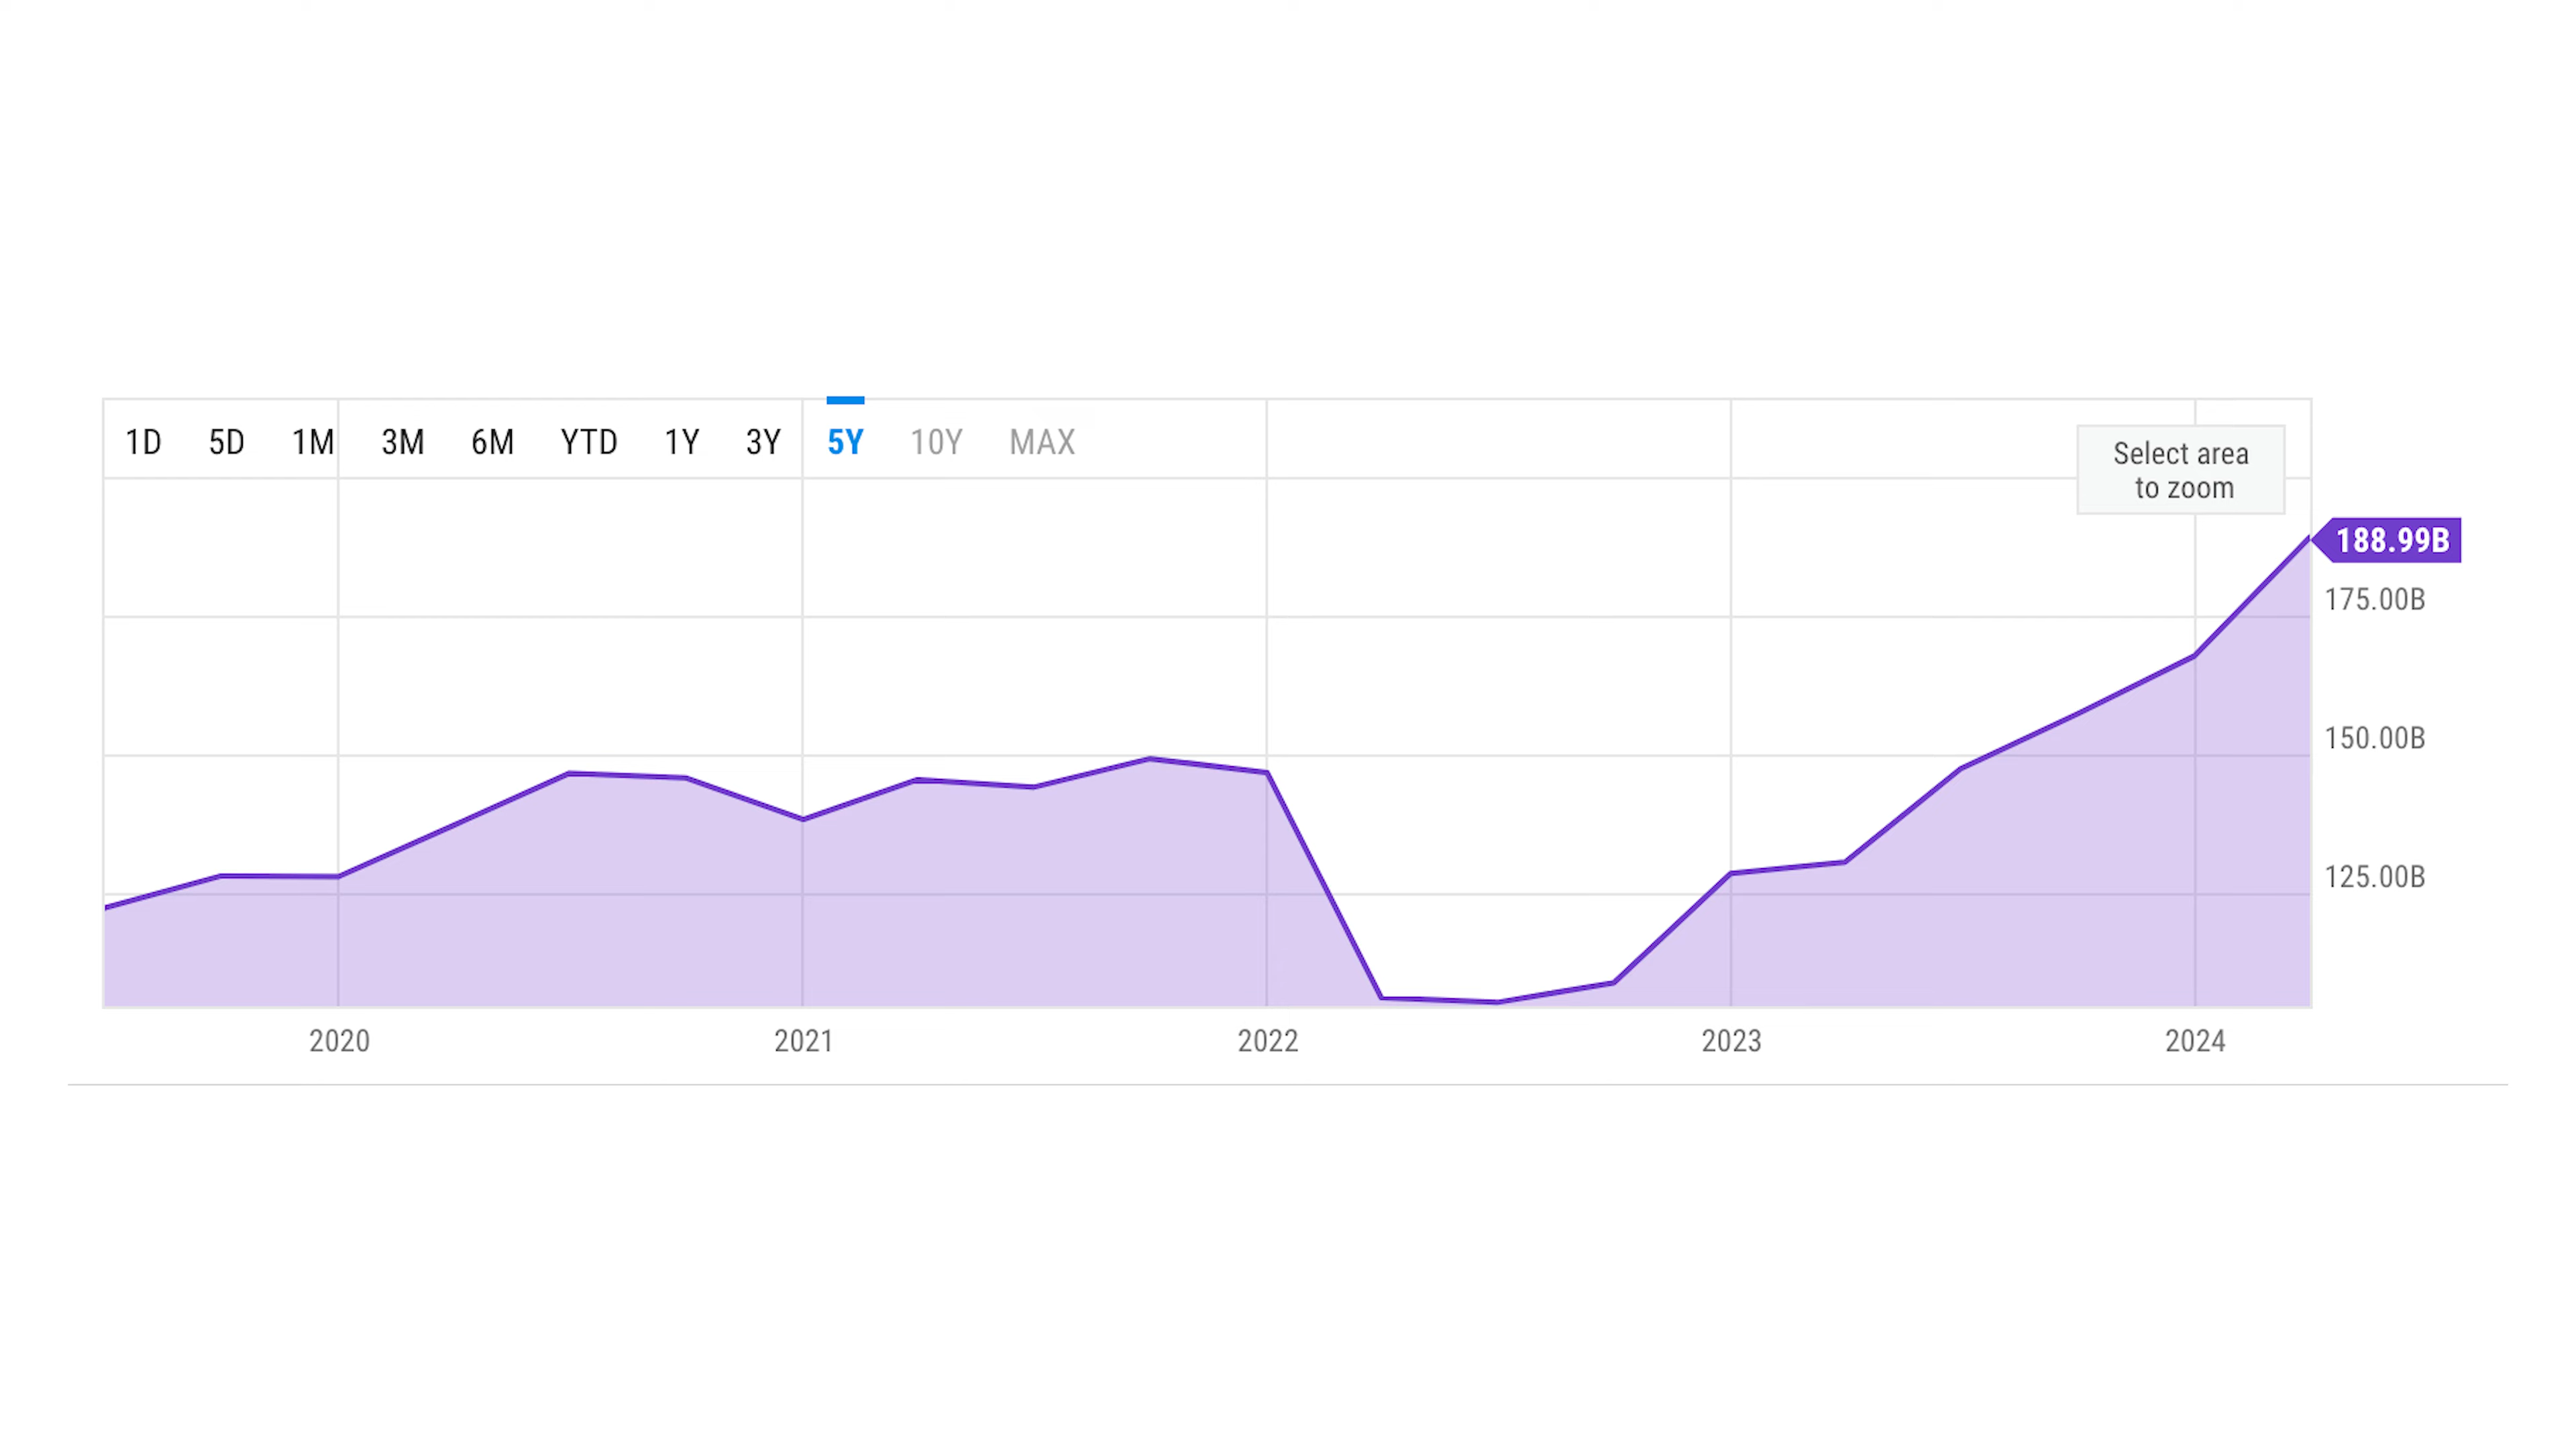 1D 5D 1M 3M 6M YTD 1Y 3Y 5Y 10Y MAX
Select area
to zoom
188.99B
175.00B
150.00B
125.00B
2020 2021 2022 2023 2024